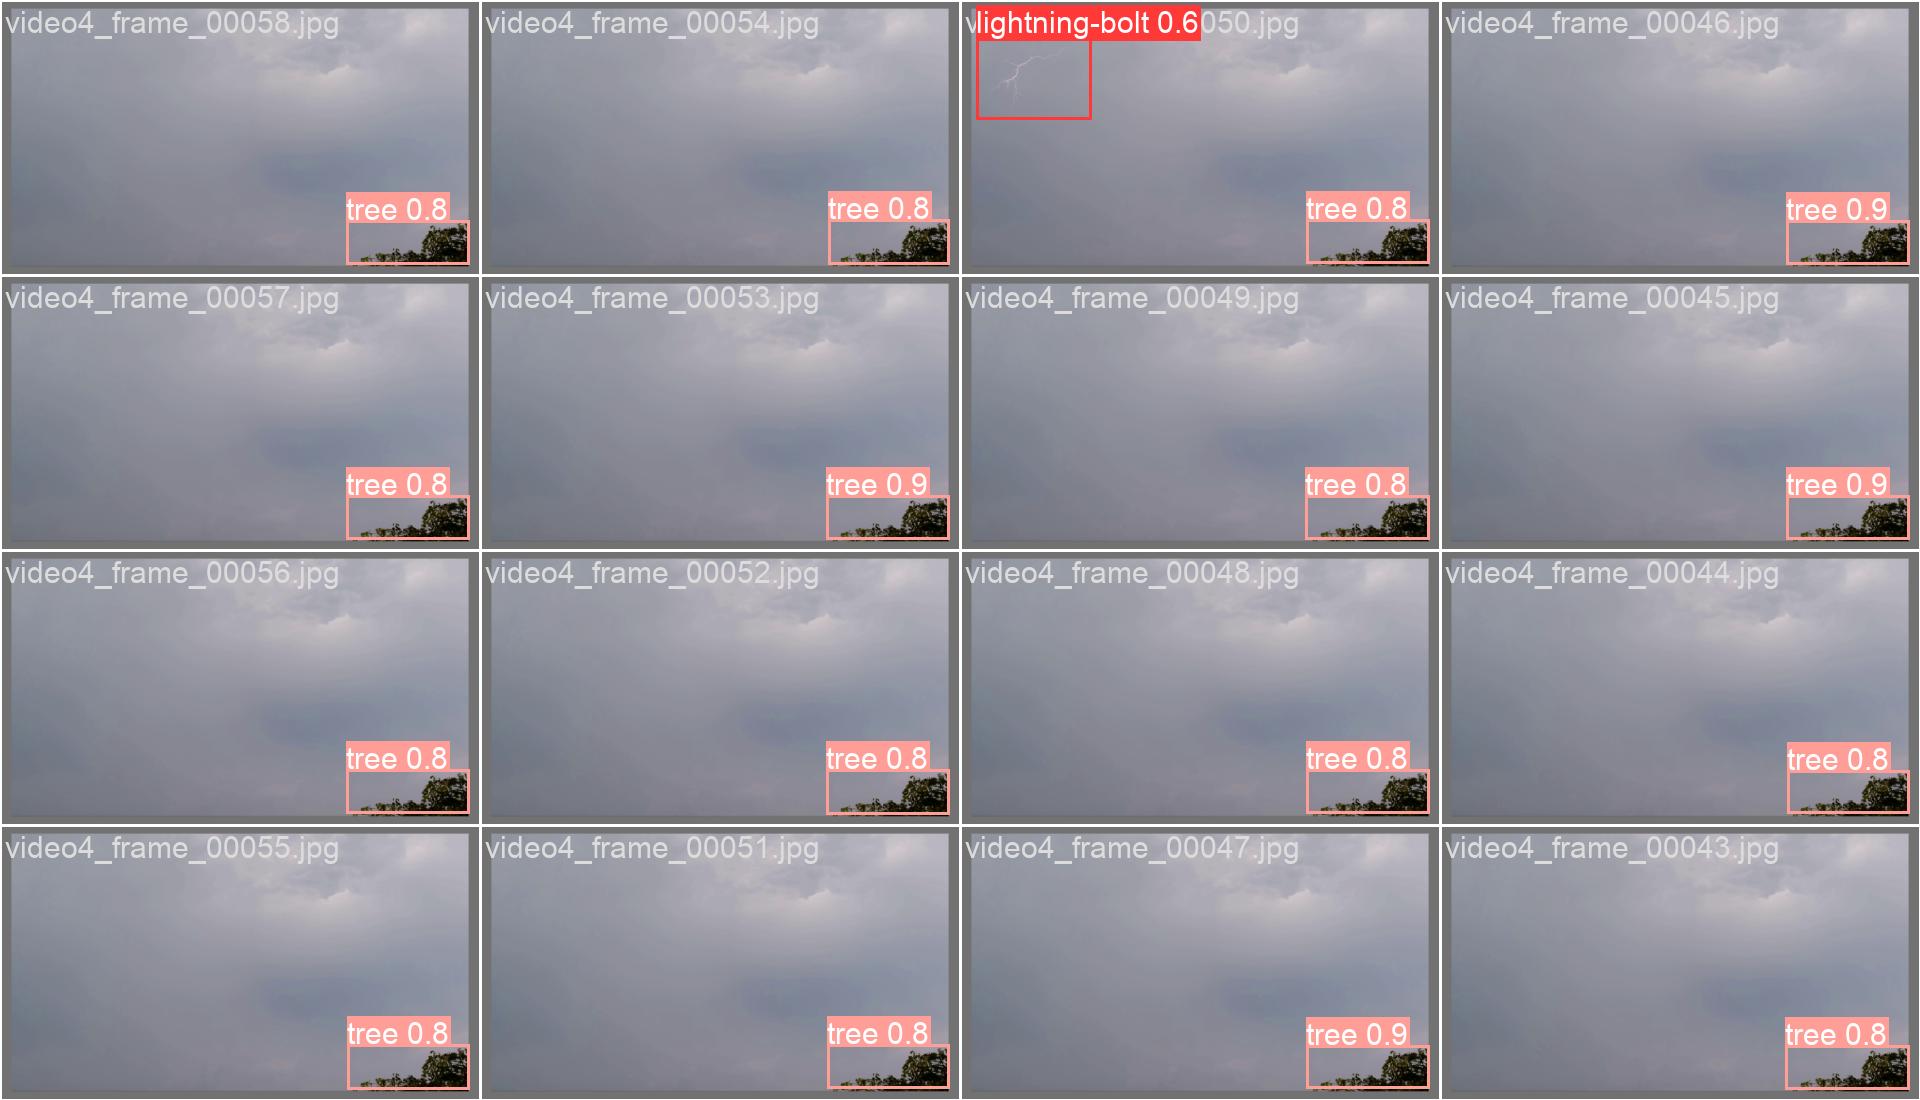 video4_frame_00058.jpg
tree 0.8
video4_frame_00054.jpg
tree 0.8
lightning-bolt 0.6
050.jpg
tree 0.8
video4_frame_00046.jpg
tree 0.9
video4_frame_00057.jpg
tree 0.8
video4_frame_00053.jpg
tree 0.9
video4_frame_00049.jpg
tree 0.8
video4_frame_00045.jpg
tree 0.9
video4_frame_00056.jpg
tree 0.8
video4_frame_00052.jpg
tree 0.8
video4_frame_00048.jpg
tree 0.8
video4_frame_00044.jpg
tree 0.8
video4_frame_00055.jpg
tree 0.8
video4_frame_00051.jpg
tree 0.8
video4_frame_00047.jpg
tree 0.9
video4_frame_00043.jpg
tree 0.8